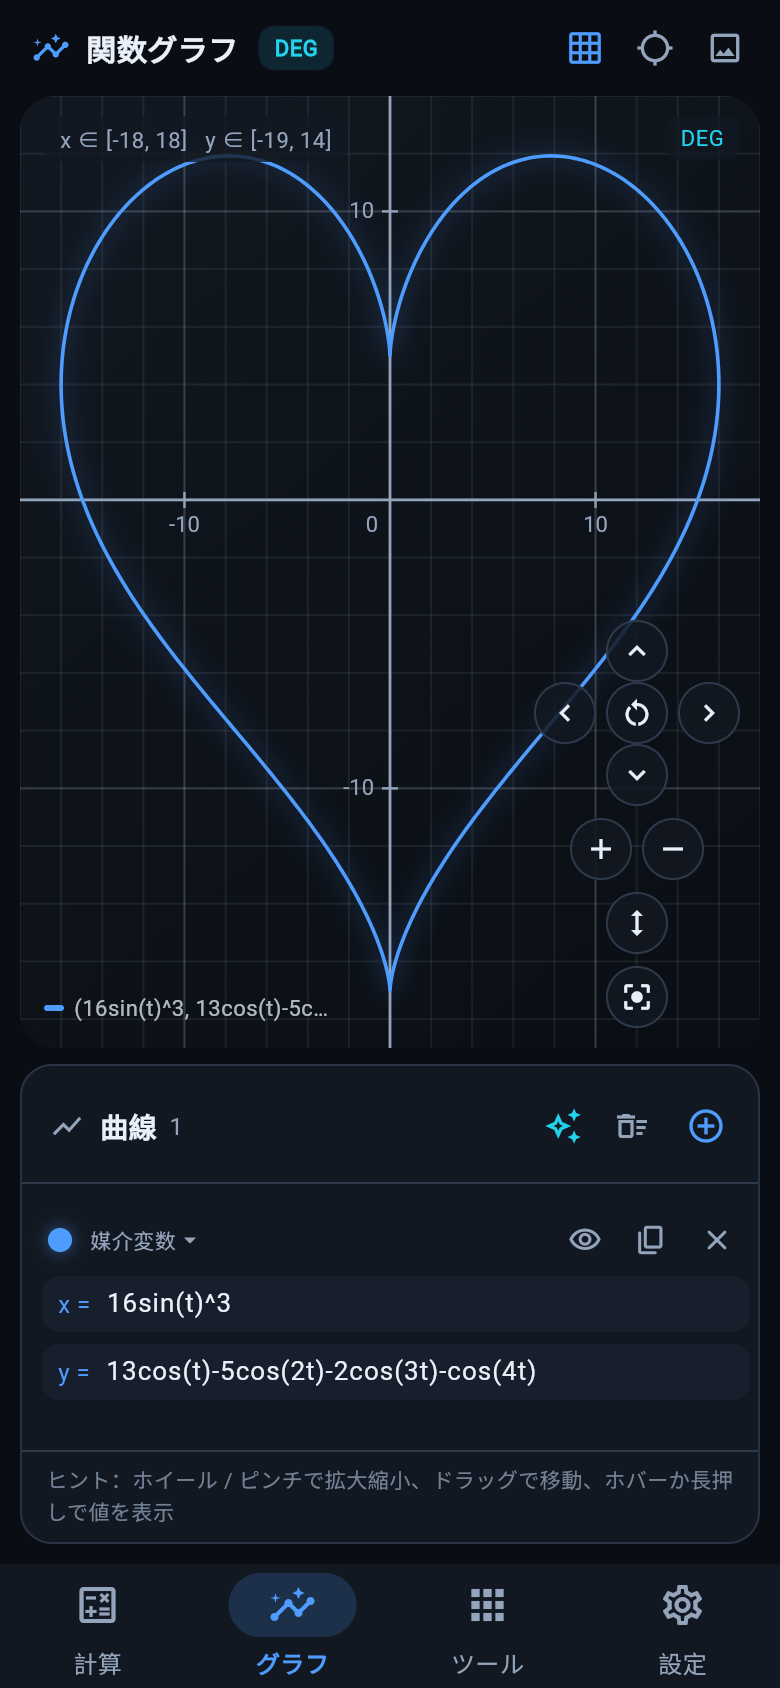 関数グラフ DEG
x ∈ [-18, 18] y ∈ [-19, 14] DEG
10
-10 0 10
-10
(16sin(t)^3, 13cos(t)-5c...
曲線 1
媒介変数
x = 16sin(t)^3
y = 13cos(t)-5cos(2t)-2cos(3t)-cos(4t)
ヒント: ホイール / ピンチで拡大縮小、ドラッグで移動、ホバーか長押
しで値を表示
計算 グラフ ツール 設定